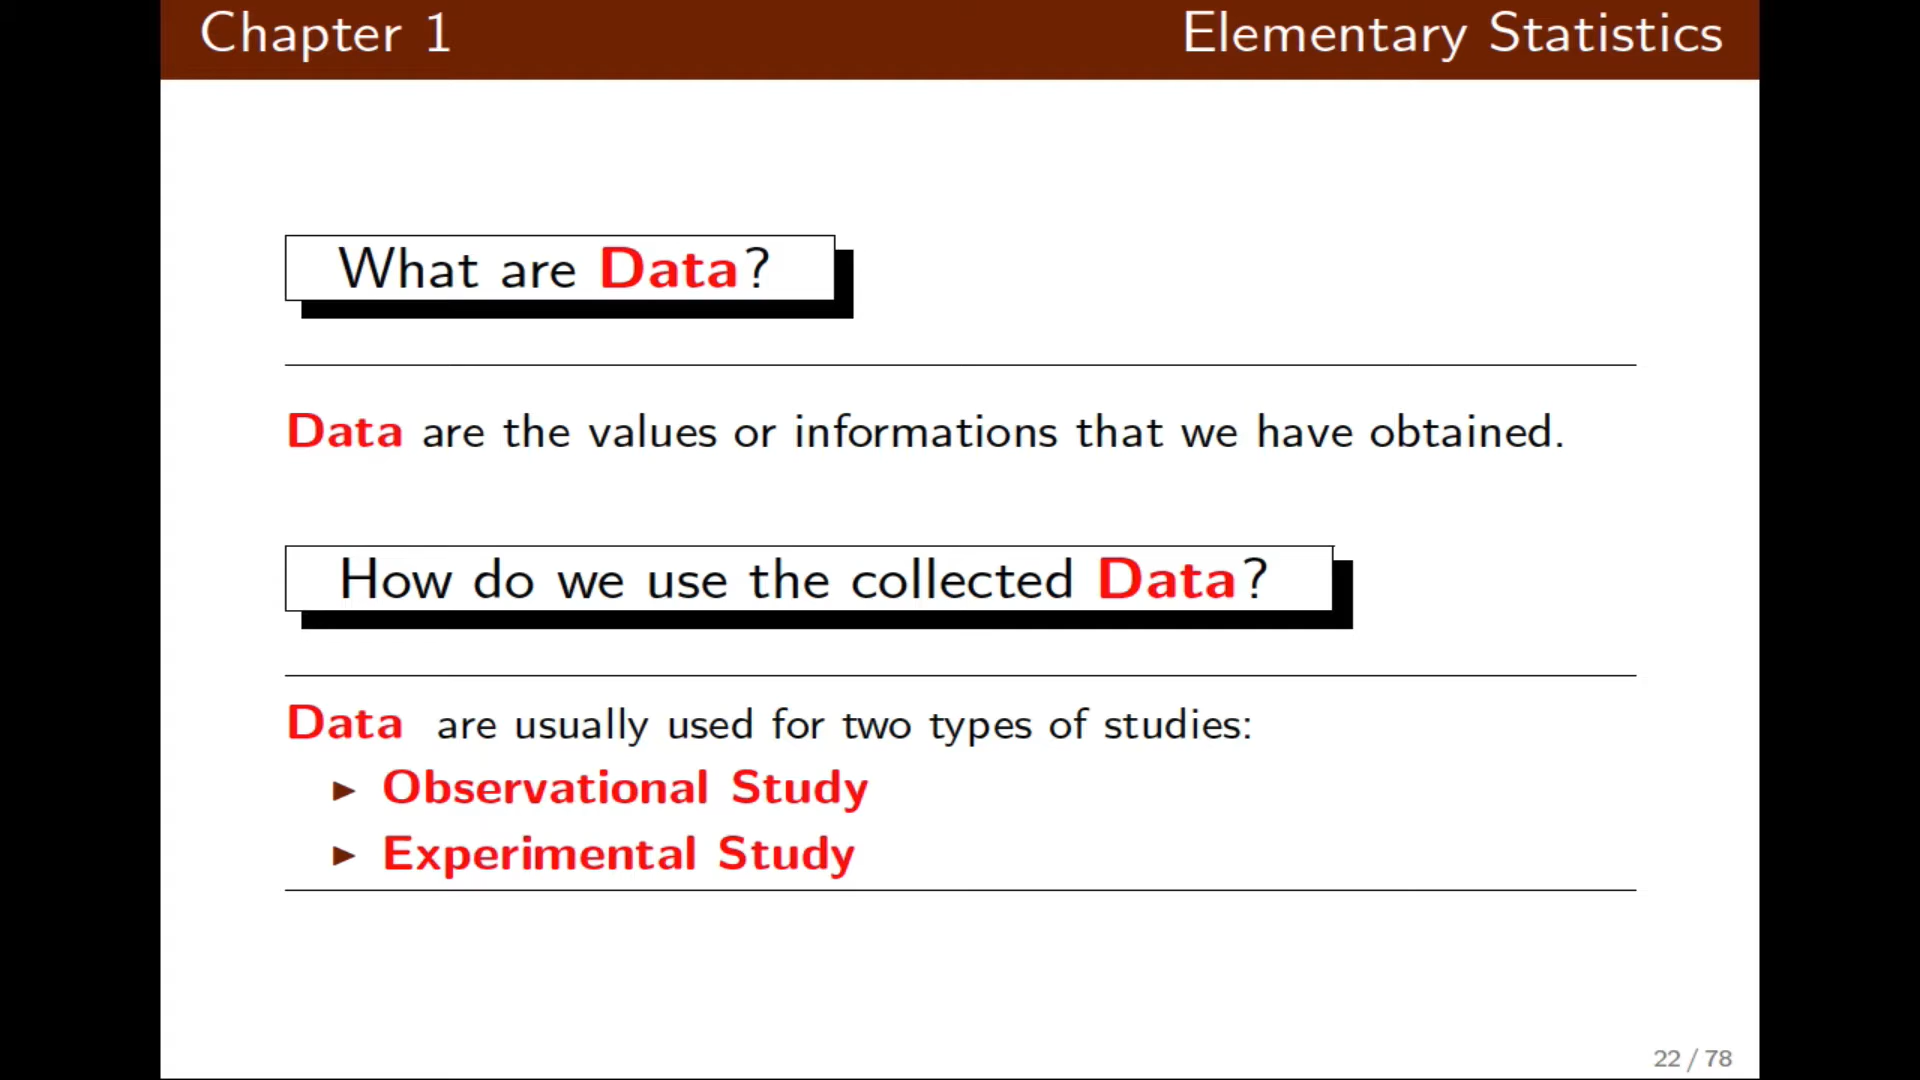 Chapter 1 Elementary Statistics
What are Data?
Data are the values or informations that we have obtained.
How do we use the collected Data?
Data are usually used for two types of studies:
▶ Observational Study
▶ Experimental Study
22 / 78